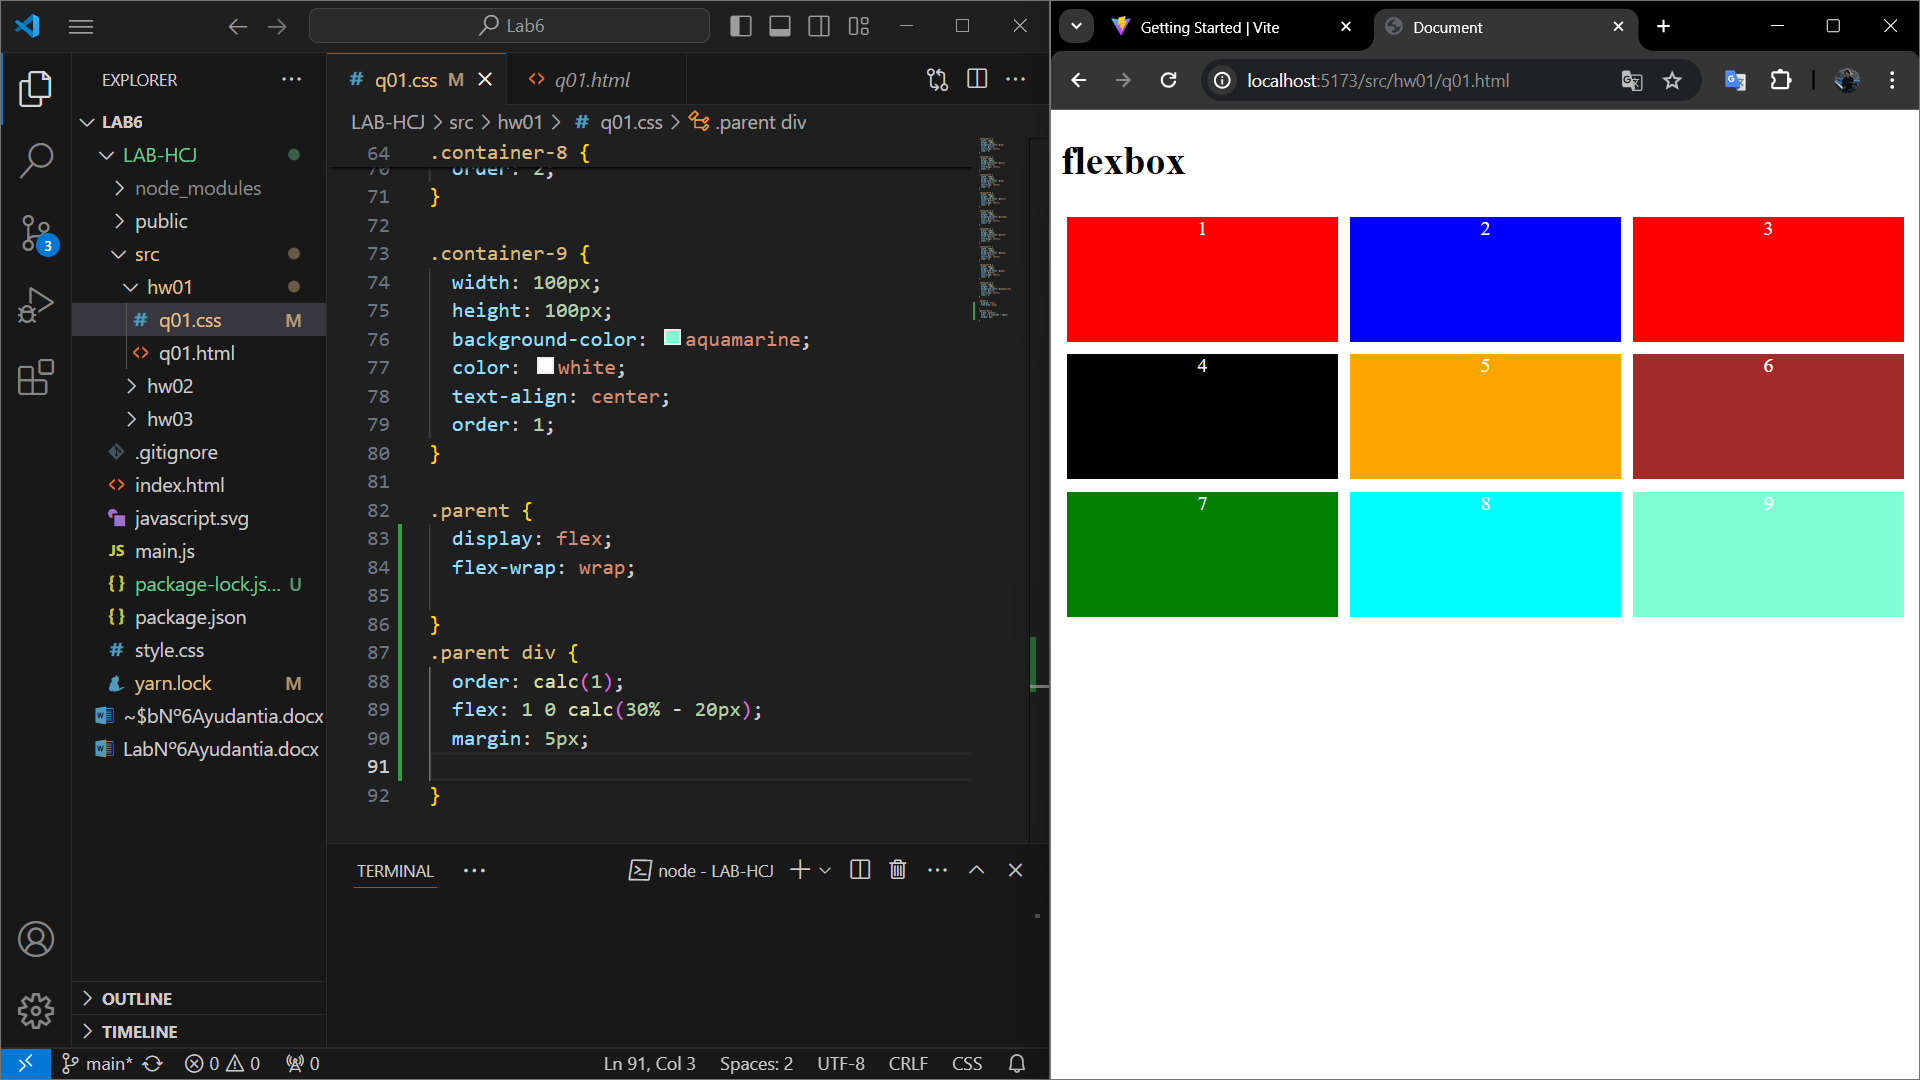 Lab6
EXPLORER
LAB6
LAB-HCJ
node_modules
public
src
hw01
q01.css M
q01.html
hw02
hw03
.gitignore
index.html
javascript.svg
JS main.js
{} package-lock.js... U
{} package.json
# style.css
yarn.lock M
~$bNº6Ayudantia.docx
LabNº6Ayudantia.docx
OUTLINE
TIMELINE
3
# q01.css M
<> q01.html
LAB-HCJ > src > hw01 > # q01.css > .parent div
64 .container-8 {
70 order: 2;
71 }
72
73 .container-9 {
74 width: 100px;
75 height: 100px;
76 background-color: aquamarine;
77 color: white;
78 text-align: center;
79 order: 1;
80 }
81
82 .parent {
83 display: flex;
84 flex-wrap: wrap;
85
86 }
87 .parent div {
88 order: calc(1);
89 flex: 1 0 calc(30% - 20px);
90 margin: 5px;
91
92 }
TERMINAL
node - LAB-HCJ
main* 0 0 0
Ln 91, Col 3 Spaces: 2 UTF-8 CRLF CSS
Getting Started | Vite
Document
localhost:5173/src/hw01/q01.html
flexbox
1 2 3
4 5 6
7 8 9